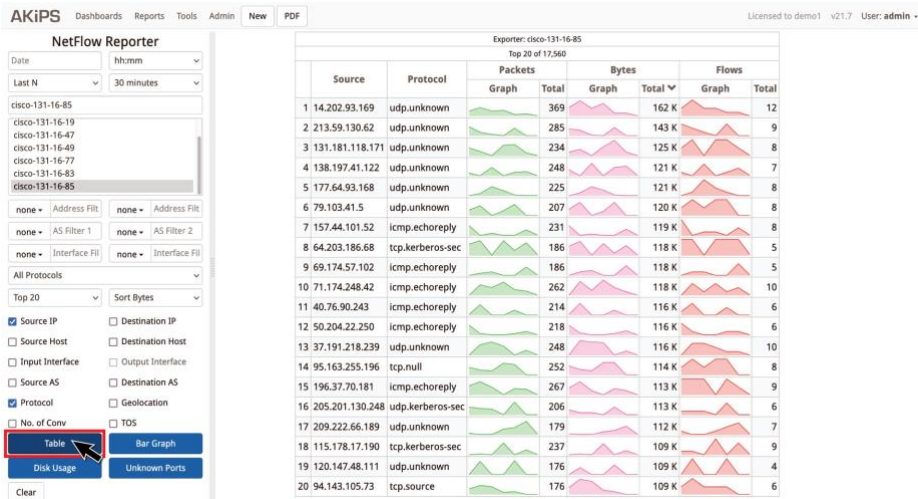 AKiPS Dashboards Reports Tools Admin New PDF Licensed to demo1 v21.7 User: admin
NetFlow Reporter
Date hh:mm
Last N 30 minutes
cisco-131-16-85
cisco-131-16-19
cisco-131-16-47
cisco-131-16-49
cisco-131-16-77
cisco-131-16-83
cisco-131-16-85
none Address Filt none Address Filt
none AS Filter 1 none AS Filter 2
none Interface Fil none Interface Fil
All Protocols
Top 20 Sort Bytes
Source IP Destination IP
Source Host Destination Host
Input Interface Output Interface
Source AS Destination AS
Protocol Geolocation
No. of Conv TOS
Table Bar Graph
Disk Usage Unknown Ports
Clear
Exporter: cisco-131-16-85
Top 20 of 17,560
Source Protocol Packets Bytes Flows
Graph Total Graph Total Graph Total
1 14.202.93.169 udp.unknown 369 162 K 12
2 213.59.130.62 udp.unknown 285 143 K 9
3 131.181.118.171 udp.unknown 234 125 K 8
4 138.197.41.122 udp.unknown 248 121 K 7
5 177.64.93.168 udp.unknown 225 121 K 8
6 79.103.41.5 udp.unknown 207 120 K 8
7 157.44.101.52 icmp.echoreply 231 119 K 8
8 64.203.186.68 tcp.kerberos-sec 186 118 K 5
9 69.174.57.102 icmp.echoreply 186 118 K 5
10 71.174.248.42 icmp.echoreply 262 118 K 10
11 40.76.90.243 icmp.echoreply 214 116 K 6
12 50.204.22.250 icmp.echoreply 218 116 K 6
13 37.191.218.239 udp.unknown 248 116 K 10
14 95.163.255.196 tcp.null 252 114 K 8
15 196.37.70.181 icmp.echoreply 267 113 K 9
16 205.201.130.248 udp.kerberos-sec 206 113 K 6
17 209.222.66.189 udp.unknown 179 112 K 7
18 115.178.17.190 tcp.kerberos-sec 237 109 K 9
19 120.147.48.111 udp.unknown 176 109 K 4
20 94.143.105.73 tcp.source 176 109 K 6